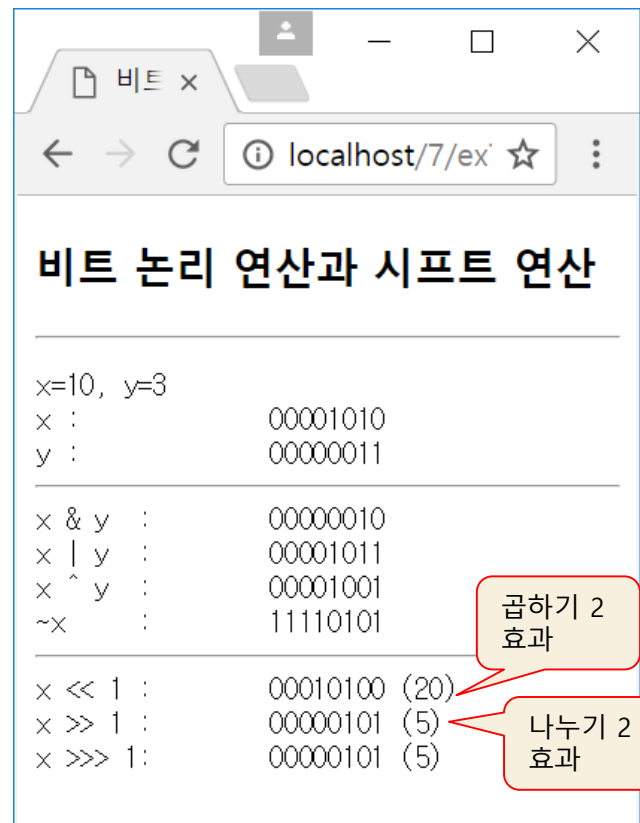 비트
localhost/7/ex
비트 논리 연산과 시프트 연산
x=10, y=3
x : 00001010
y : 00000011
x & y : 00000010
x | y : 00001011
x ^ y : 00001001
~x : 11110101
x << 1 : 00010100 (20)
x >> 1 : 00000101 (5)
x >>> 1: 00000101 (5)
곱하기 2
효과
나누기 2
효과